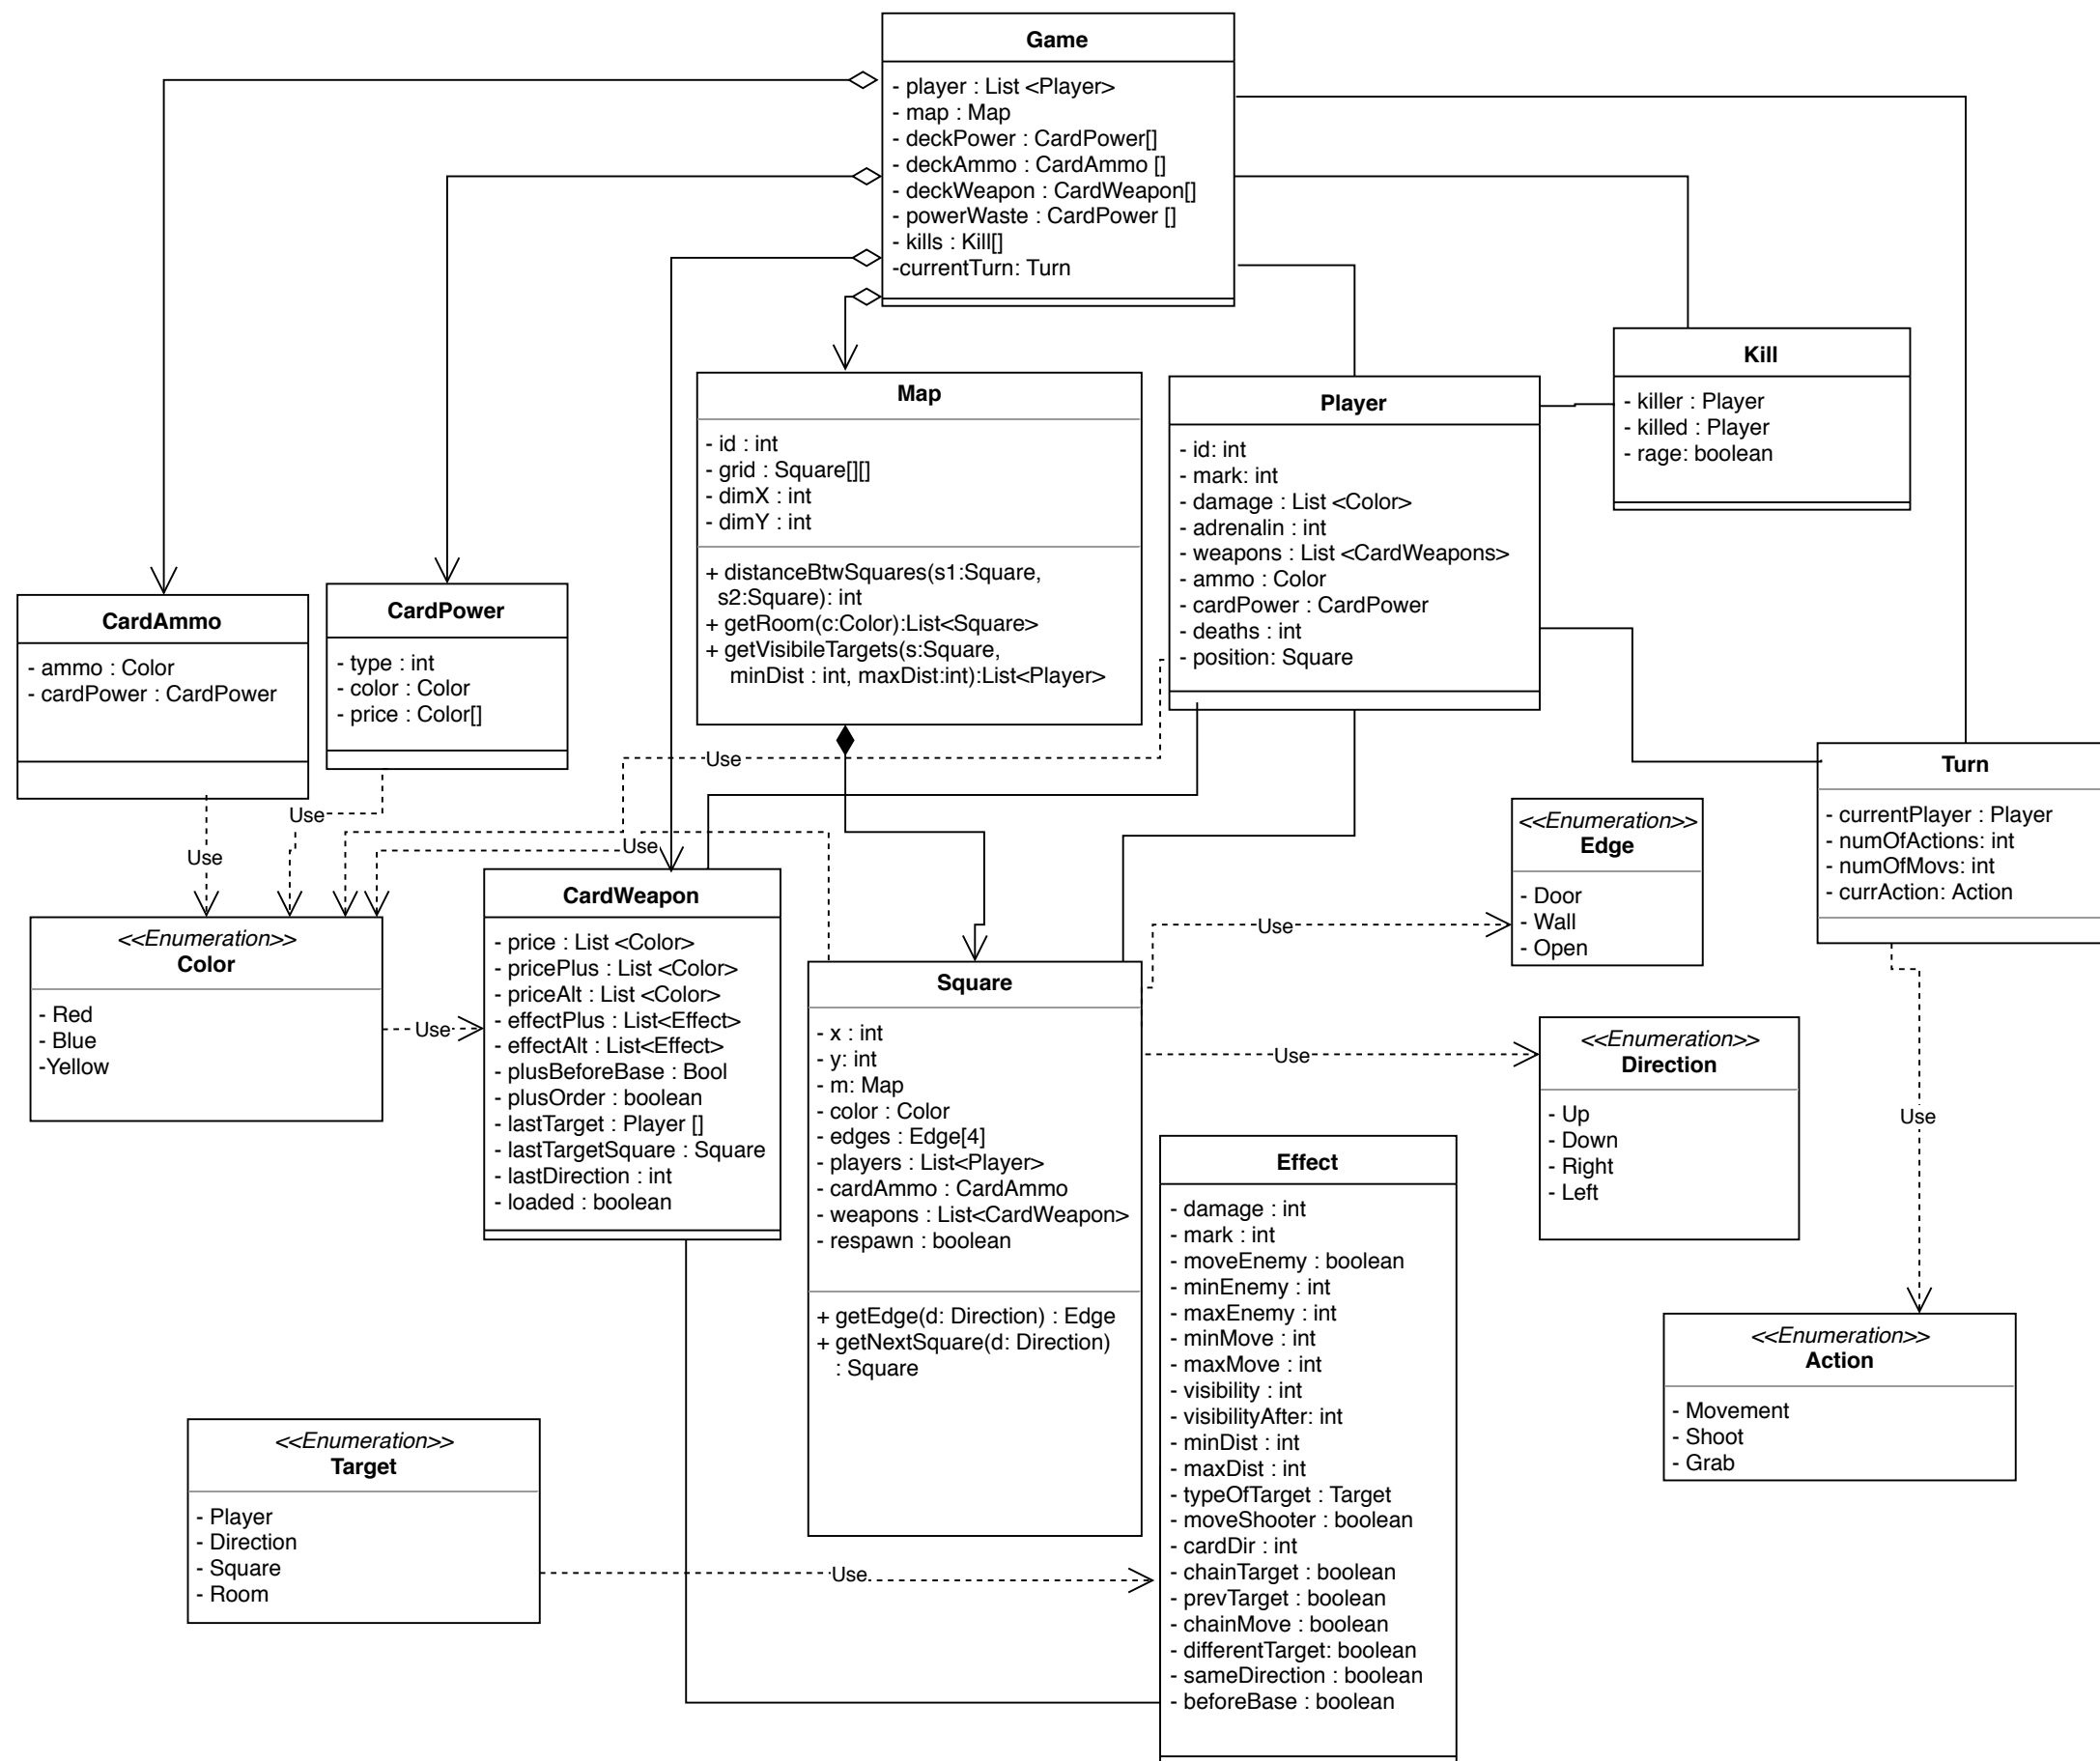 Game
- player : List <Player>
- map : Map
- deckPower : CardPower[]
- deckAmmo : CardAmmo []
- deckWeapon : CardWeapon[]
- powerWaste : CardPower []
- kills : Kill[]
-currentTurn: Turn
Kill
- killer : Player
- killed : Player
- rage: boolean
Map
- id : int
- grid : Square[][]
- dimX : int
- dimY : int
+ distanceBtwSquares(s1:Square,
s2:Square): int
+ getRoom(c:Color):List<Square>
+ getVisibileTargets(s:Square,
minDist : int, maxDist:int):List<Player>
Player
- id: int
- mark: int
- damage : List <Color>
- adrenalin : int
- weapons : List <CardWeapons>
- ammo : Color
- cardPower : CardPower
- deaths : int
- position: Square
CardAmmo
- ammo : Color
- cardPower : CardPower
CardPower
- type : int
- color : Color
- price : Color[]
Use
Use
Use
Use
Turn
- currentPlayer : Player
- numOfActions: int
- numOfMovs: int
- currAction: Action
<<Enumeration>>
Edge
- Door
- Wall
- Open
<<Enumeration>>
Color
- Red
- Blue
-Yellow
Use
CardWeapon
- price : List <Color>
- pricePlus : List <Color>
- priceAlt : List <Color>
- effectPlus : List<Effect>
- effectAlt : List<Effect>
- plusBeforeBase : Bool
- plusOrder : boolean
- lastTarget : Player []
- lastTargetSquare : Square
- lastDirection : int
- loaded : boolean
Square
- x : int
- y: int
- m: Map
- color : Color
- edges : Edge[4]
- players : List<Player>
- cardAmmo : CardAmmo
- weapons : List<CardWeapon>
- respawn : boolean
+ getEdge(d: Direction) : Edge
+ getNextSquare(d: Direction)
: Square
Use
Use
<<Enumeration>>
Direction
- Up
- Down
- Right
- Left
Use
Effect
- damage : int
- mark : int
- moveEnemy : boolean
- minEnemy : int
- maxEnemy : int
- minMove : int
- maxMove : int
- visibility : int
- visibilityAfter: int
- minDist : int
- maxDist : int
- typeOfTarget : Target
- moveShooter : boolean
- cardDir : int
- chainTarget : boolean
- prevTarget : boolean
- chainMove : boolean
- differentTarget: boolean
- sameDirection : boolean
- beforeBase : boolean
<<Enumeration>>
Action
- Movement
- Shoot
- Grab
<<Enumeration>>
Target
- Player
- Direction
- Square
- Room
Use